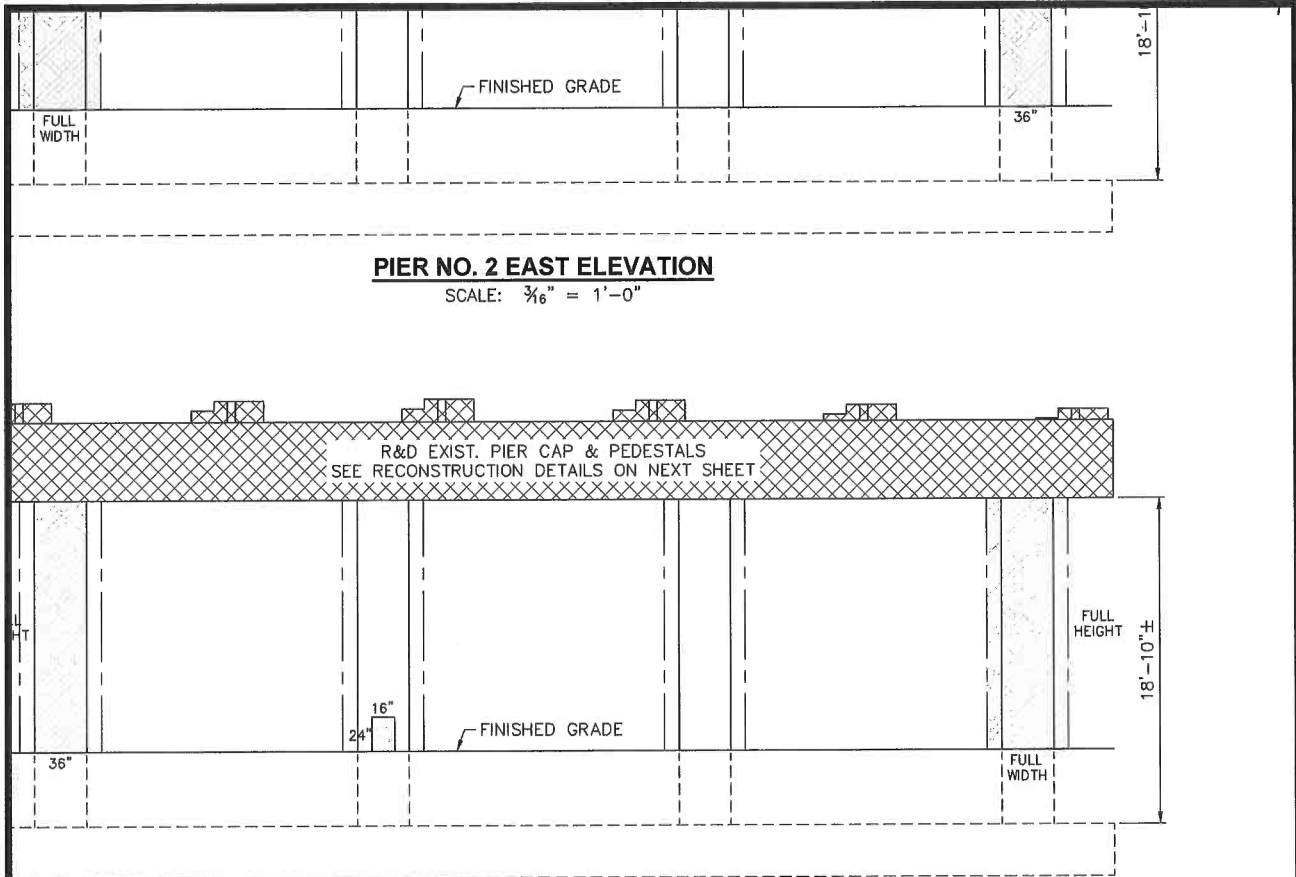 18'-1
FINISHED GRADE
FULL
WIDTH
36"
PIER NO. 2 EAST ELEVATION
SCALE: 3/16" = 1'-0"
R&D EXIST. PIER CAP & PEDESTALS
SEE RECONSTRUCTION DETAILS ON NEXT SHEET
LL
HT
FULL
HEIGHT
18'-10"±
16"
24"
FINISHED GRADE
36"
FULL
WIDTH